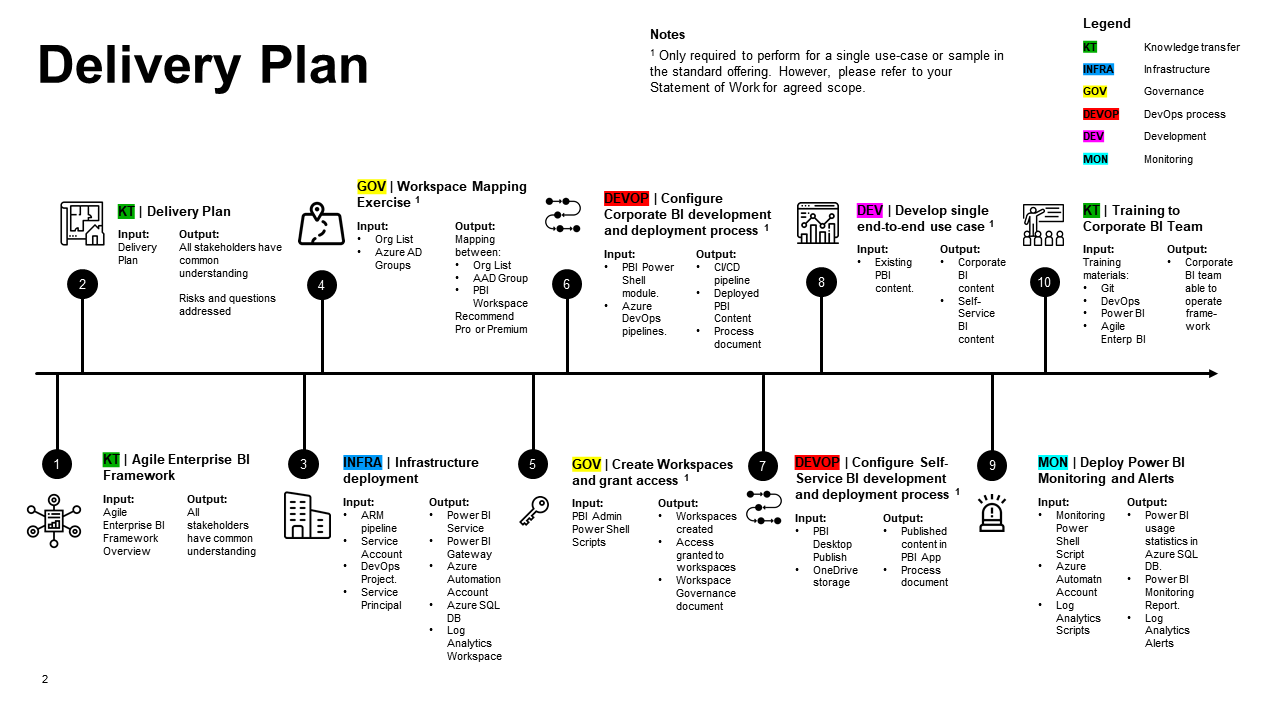 Delivery Plan
Notes
1 Only required to perform for a single use-case or sample in
the standard offering. However, please refer to your
Statement of Work for agreed scope.
Legend
KT Knowledge transfer
INFRA Infrastructure
GOV Governance
DEVOP DevOps process
DEV Development
MON Monitoring
2
KT | Delivery Plan
Input:
Delivery
Plan
Output:
All stakeholders have
common
understanding
Risks and questions
addressed
4
GOV | Workspace Mapping
Exercise 1
Input:
• Org List
• Azure AD
Groups
Output:
Mapping
between:
• Org List
• AAD Group
• PBI
Workspace
Recommend
Pro or Premium
6
DEVOP | Configure
Corporate BI development
and deployment process 1
Input:
• PBI Power
Shell
module.
• Azure
DevOps
pipelines.
Output:
• CI/CD
pipeline
• Deployed
PBI
Content
• Process
document
8
DEV | Develop single
end-to-end use case 1
Input:
• Existing
PBI
content.
Output:
• Corporate
BI
content
• Self-
Service
BI
content
10
KT | Training to
Corporate BI Team
Input:
Training
materials:
• Git
• DevOps
• Power BI
• Agile
Enterp BI
Output:
• Corporate
BI team
able to
operate
frame-
work
1
KT | Agile Enterprise BI
Framework
Input:
Agile
Enterprise BI
Framework
Overview
Output:
All
stakeholders
have common
understanding
3
INFRA | Infrastructure
deployment
Input:
• ARM
pipeline
• Service
Account
• DevOps
Project.
• Service
Principal
Output:
• Power BI
Service
• Power BI
Gateway
• Azure
Automation
Account
• Azure SQL
DB
• Log
Analytics
Workspace
5
GOV | Create Workspaces
and grant access 1
Input:
PBI Admin
Power Shell
Scripts
Output:
• Workspaces
created
• Access
granted to
workspaces
• Workspace
Governance
document
7
DEVOP | Configure Self-
Service BI development
and deployment process 1
Input:
• PBI
Desktop
Publish
• OneDrive
storage
Output:
• Published
content in
PBI App
• Process
document
9
MON | Deploy Power BI
Monitoring and Alerts
Input:
• Monitoring
Power
Shell
Script
• Azure
Automatn
Account
• Log
Analytics
Scripts
Output:
• Power BI
usage
statistics in
Azure SQL
DB.
• Power BI
Monitoring
Report.
• Log
Analytics
Alerts
2